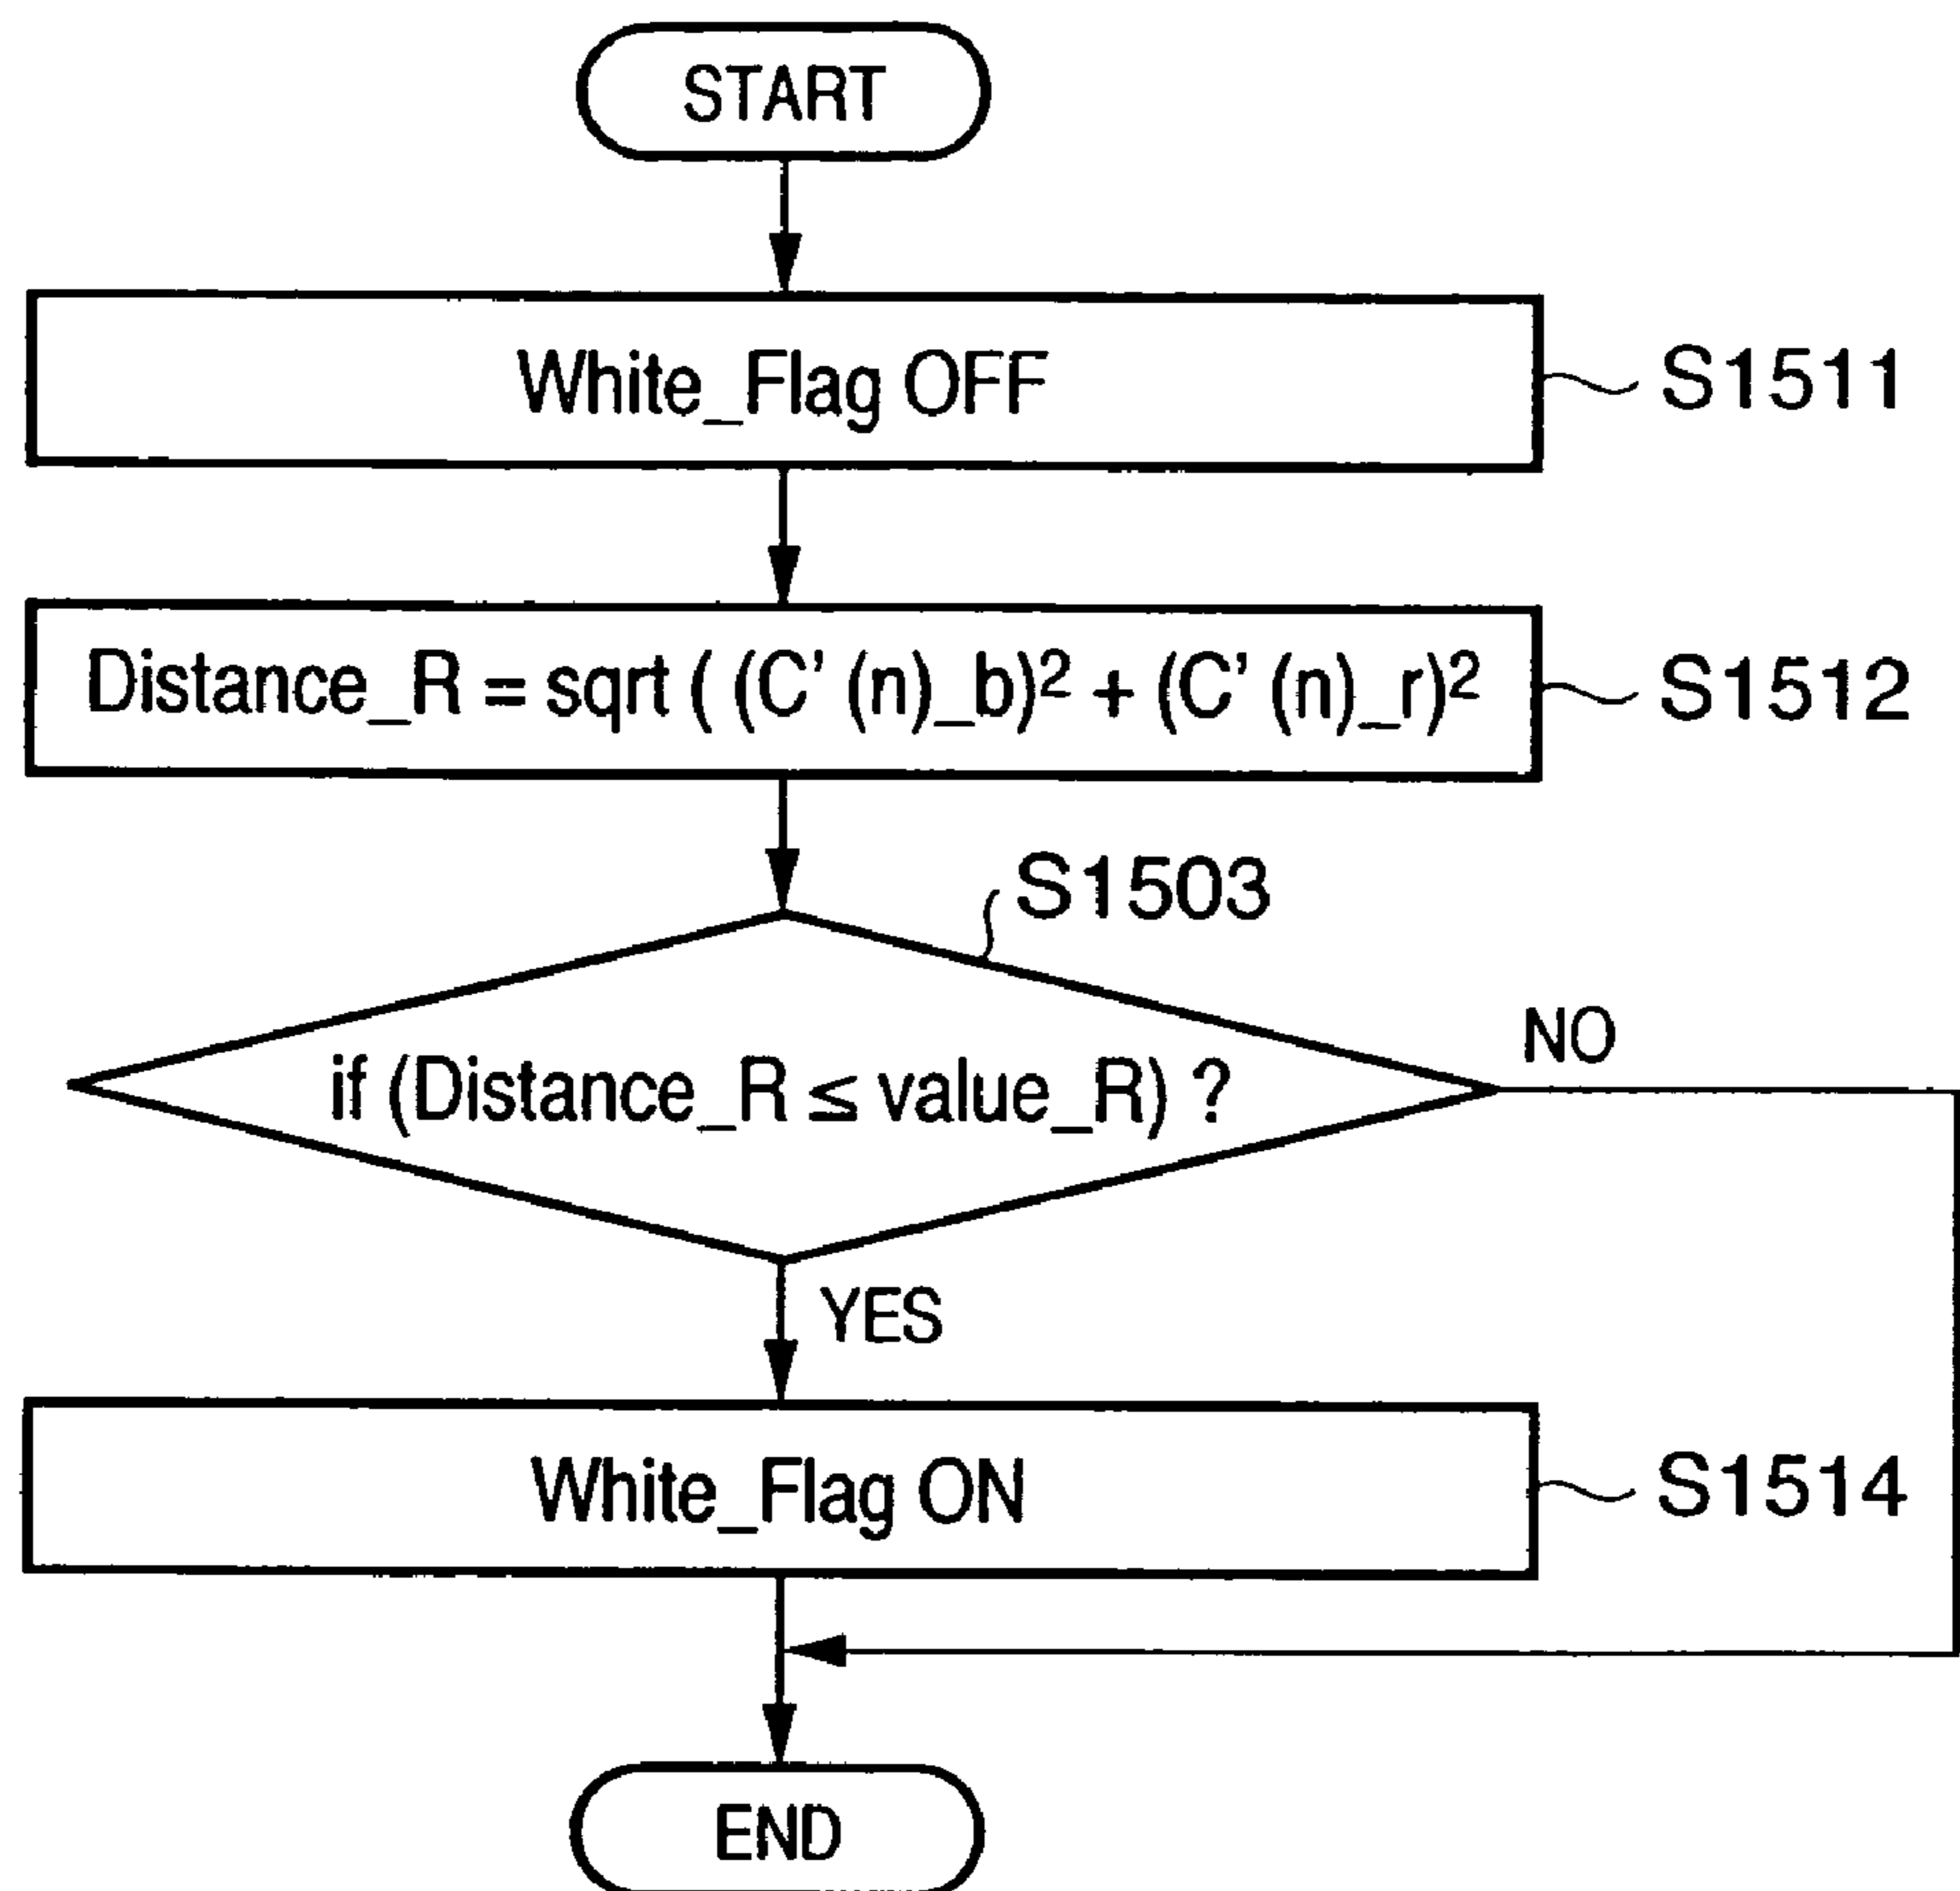 START
White_Flag OFF
S1511
Distance_R = sqrt ( (C' (n)_b)² + (C' (n)_r)²
S1512
S1503
if (Distance_R ≤ value_R) ?
NO
YES
White_Flag ON
S1514
END